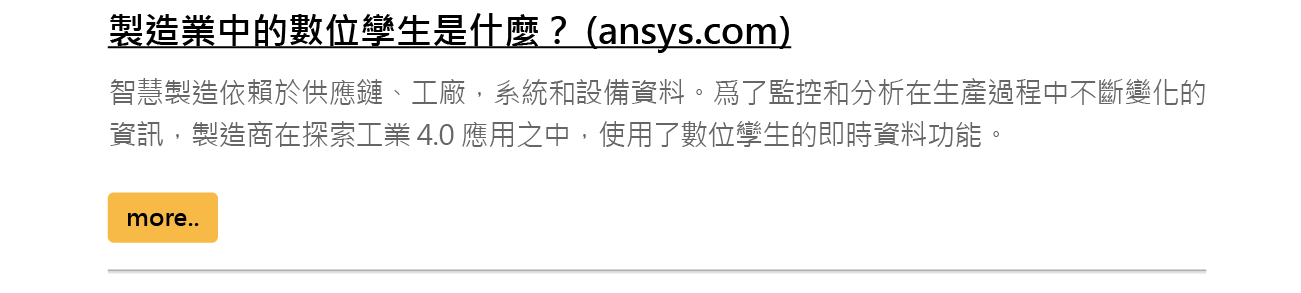 製造業中的數位孿生是什麼？ (ansys.com)
智慧製造依賴於供應鏈、工廠，系統和設備資料。爲了監控和分析在生產過程中不斷變化的
資訊，製造商在探索工業 4.0 應用之中，使用了數位孿生的即時資料功能。
more..